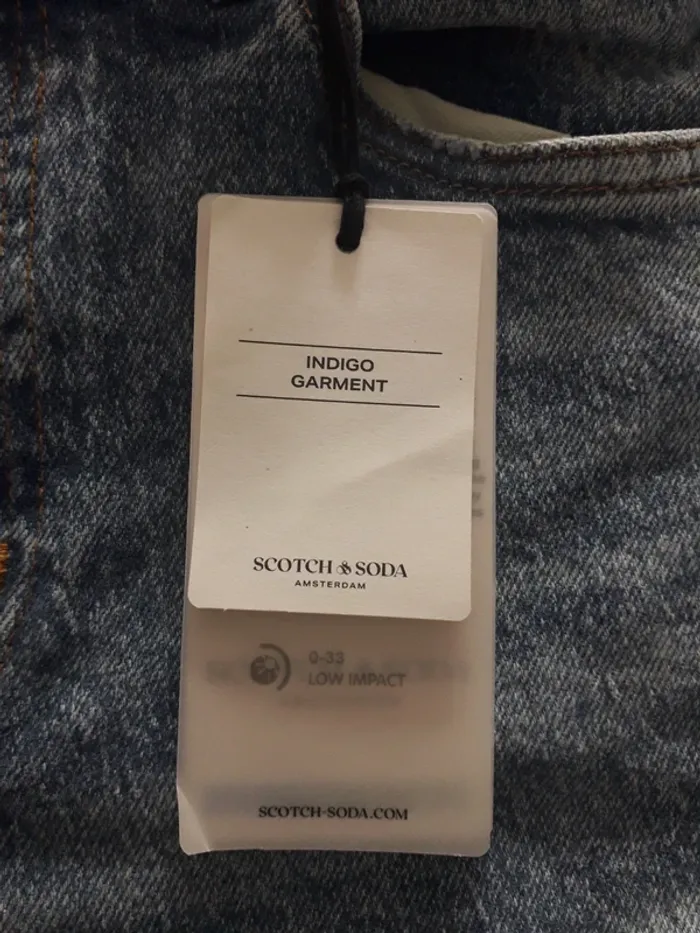 INDIGO
GARMENT
SCOTCH & SODA
AMSTERDAM
0-33
LOW IMPACT
SCOTCH-SODA.COM